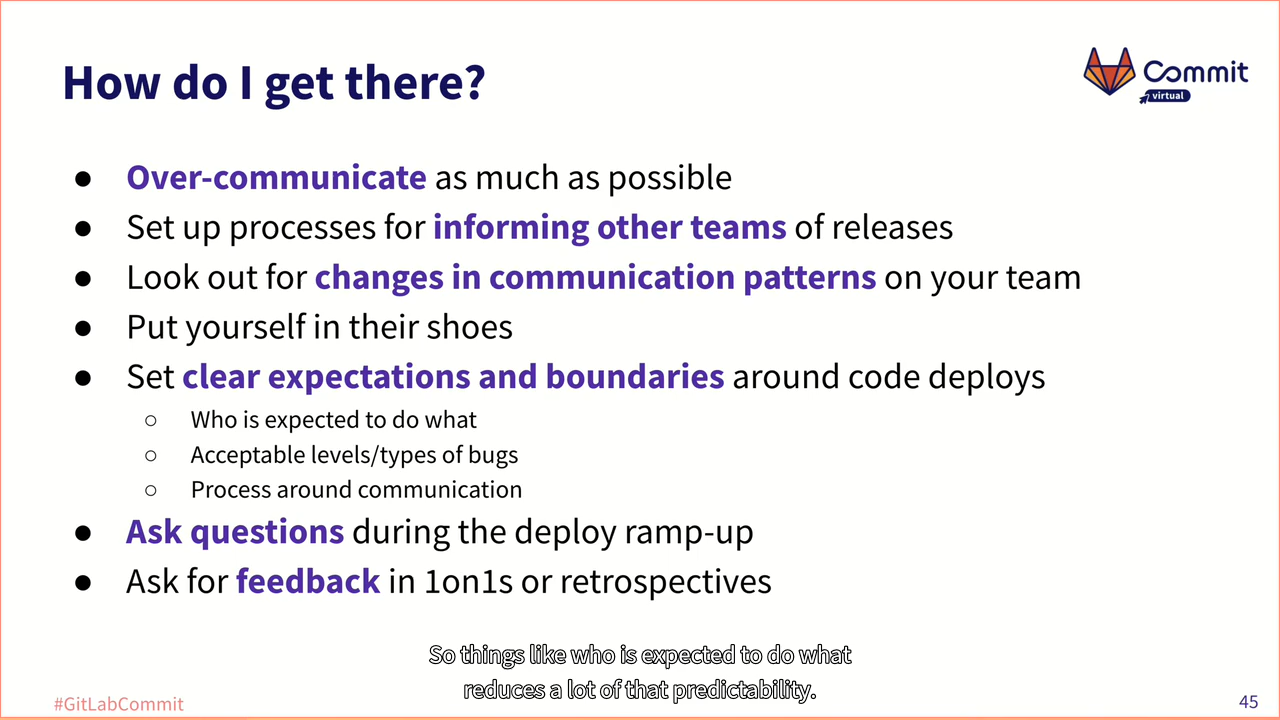 How do I get there?
Commit
virtual
● Over-communicate as much as possible
● Set up processes for informing other teams of releases
● Look out for changes in communication patterns on your team
● Put yourself in their shoes
● Set clear expectations and boundaries around code deploys
○ Who is expected to do what
○ Acceptable levels/types of bugs
○ Process around communication
● Ask questions during the deploy ramp-up
● Ask for feedback in 1on1s or retrospectives
So things like who is expected to do what
reduces a lot of that predictability.
#GitLabCommit
45